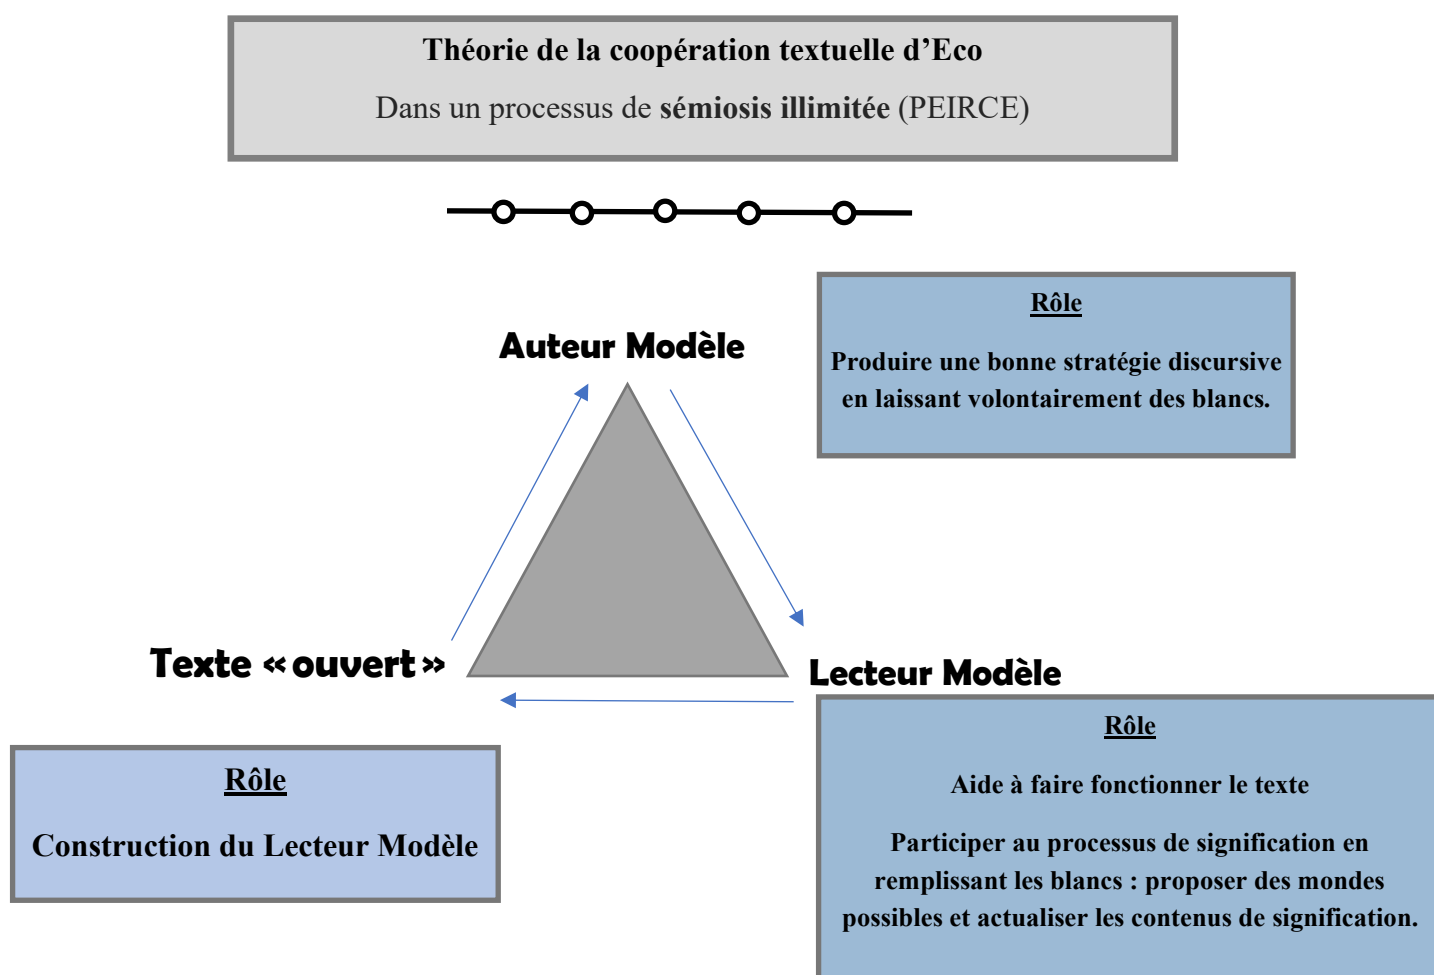 Théorie de la coopération textuelle d’Eco
Dans un processus de sémiosis illimitée (PEIRCE)
Rôle
Produire une bonne stratégie discursive
en laissant volontairement des blancs.
Auteur Modèle
Texte « ouvert »
Lecteur Modèle
Rôle
Construction du Lecteur Modèle
Rôle
Aide à faire fonctionner le texte
Participer au processus de signification en
remplissant les blancs : proposer des mondes
possibles et actualiser les contenus de signification.